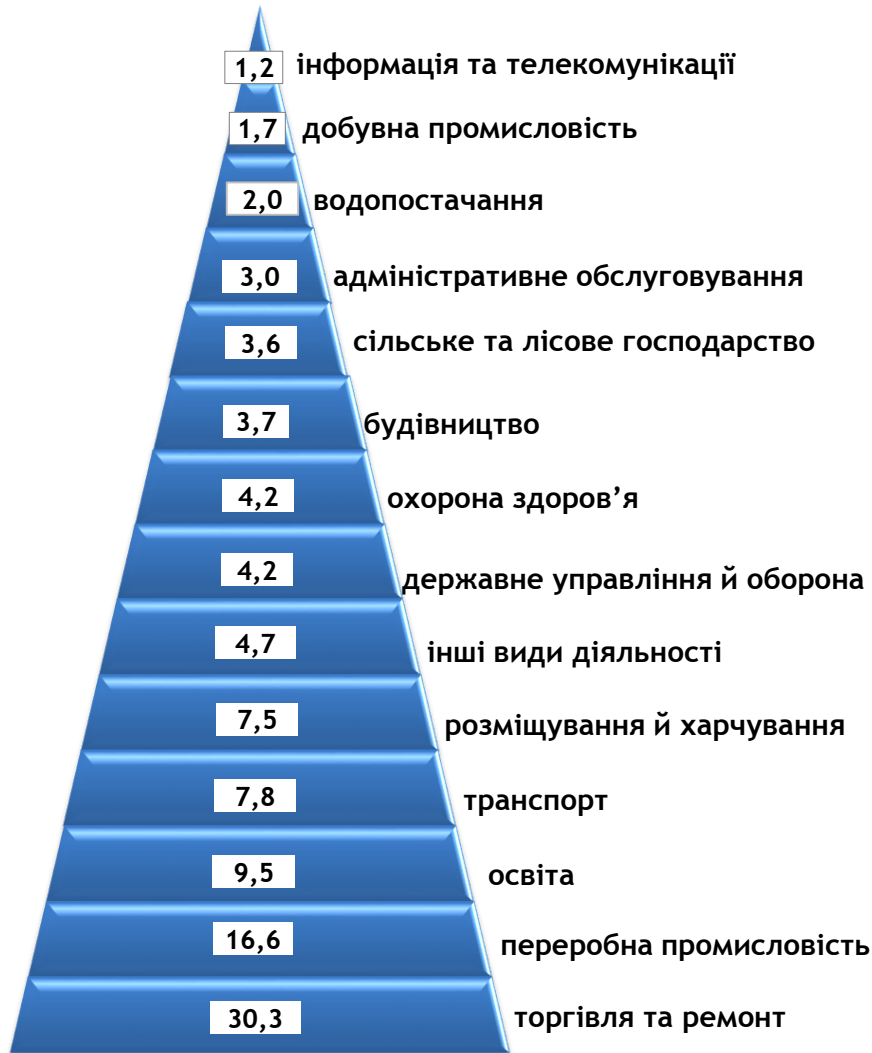 1,2 інформація та телекомунікації
1,7 добувна промисловість
2,0 водопостачання
3,0 адміністративне обслуговування
3,6 сільське та лісове господарство
3,7 будівництво
4,2 охорона здоров’я
4,2 державне управління й оборона
4,7 інші види діяльності
7,5 розміщування й харчування
7,8 транспорт
9,5 освіта
16,6 переробна промисловість
30,3 торгівля та ремонт